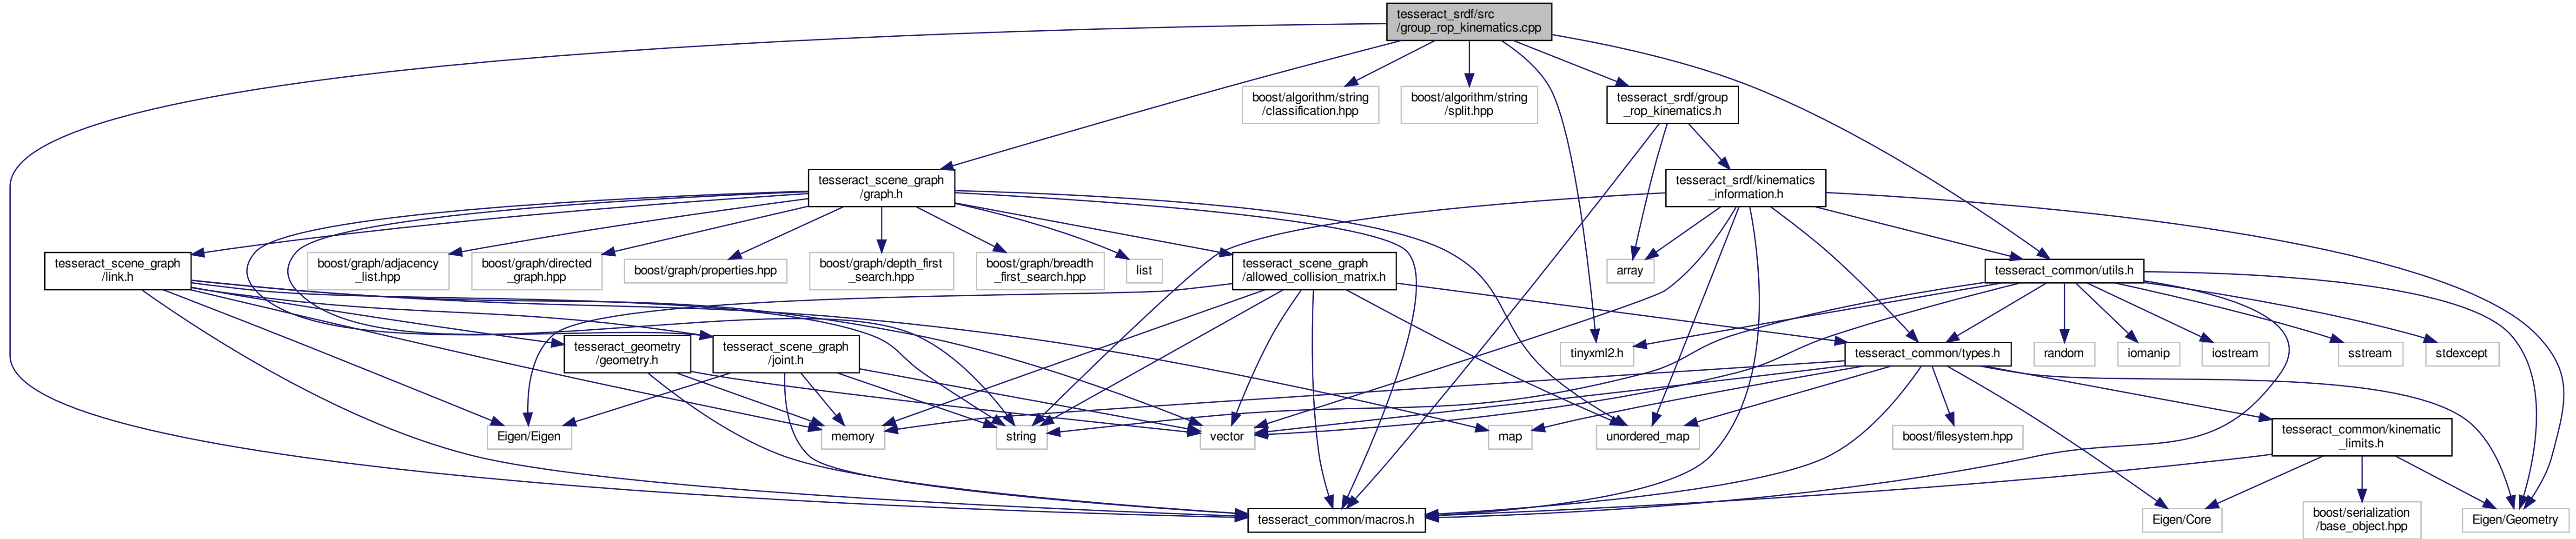 tesseract_srdf/src
/group_rop_kinematics.cpp
boost/algorithm/string
/classification.hpp
boost/algorithm/string
/split.hpp
tesseract_srdf/group
_rop_kinematics.h
tesseract_scene_graph
/graph.h
tesseract_srdf/kinematics
_information.h
tesseract_scene_graph
/link.h
boost/graph/adjacency
_list.hpp
boost/graph/directed
_graph.hpp
boost/graph/properties.hpp
boost/graph/depth_first
_search.hpp
boost/graph/breadth
_first_search.hpp
list
tesseract_scene_graph
/allowed_collision_matrix.h
array
tesseract_common/utils.h
tesseract_geometry
/geometry.h
tesseract_scene_graph
/joint.h
tinyxml2.h
tesseract_common/types.h
random
iomanip
iostream
sstream
stdexcept
Eigen/Eigen
memory
string
vector
map
unordered_map
boost/filesystem.hpp
tesseract_common/kinematic
_limits.h
tesseract_common/macros.h
Eigen/Core
boost/serialization
/base_object.hpp
Eigen/Geometry